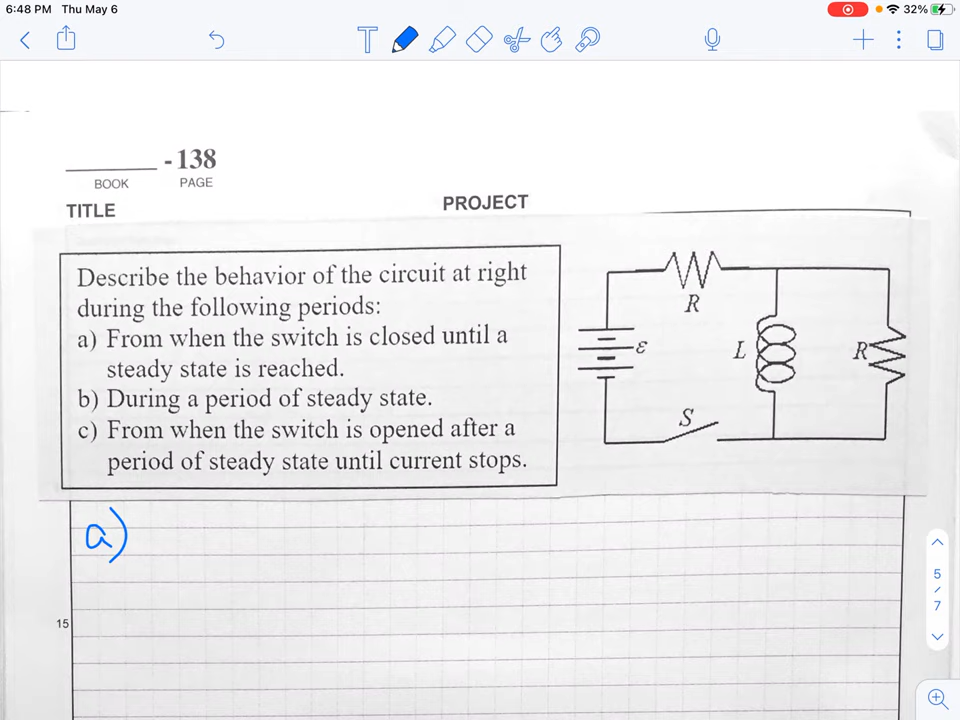 6:48 PM Thu May 6
32%
-138
BOOK PAGE
TITLE
PROJECT
Describe the behavior of the circuit at right
during the following periods:
a) From when the switch is closed until a
steady state is reached.
b) During a period of steady state.
c) From when the switch is opened after a
period of steady state until current stops.
R
ε
L
R
S
a)
15
5
/
7